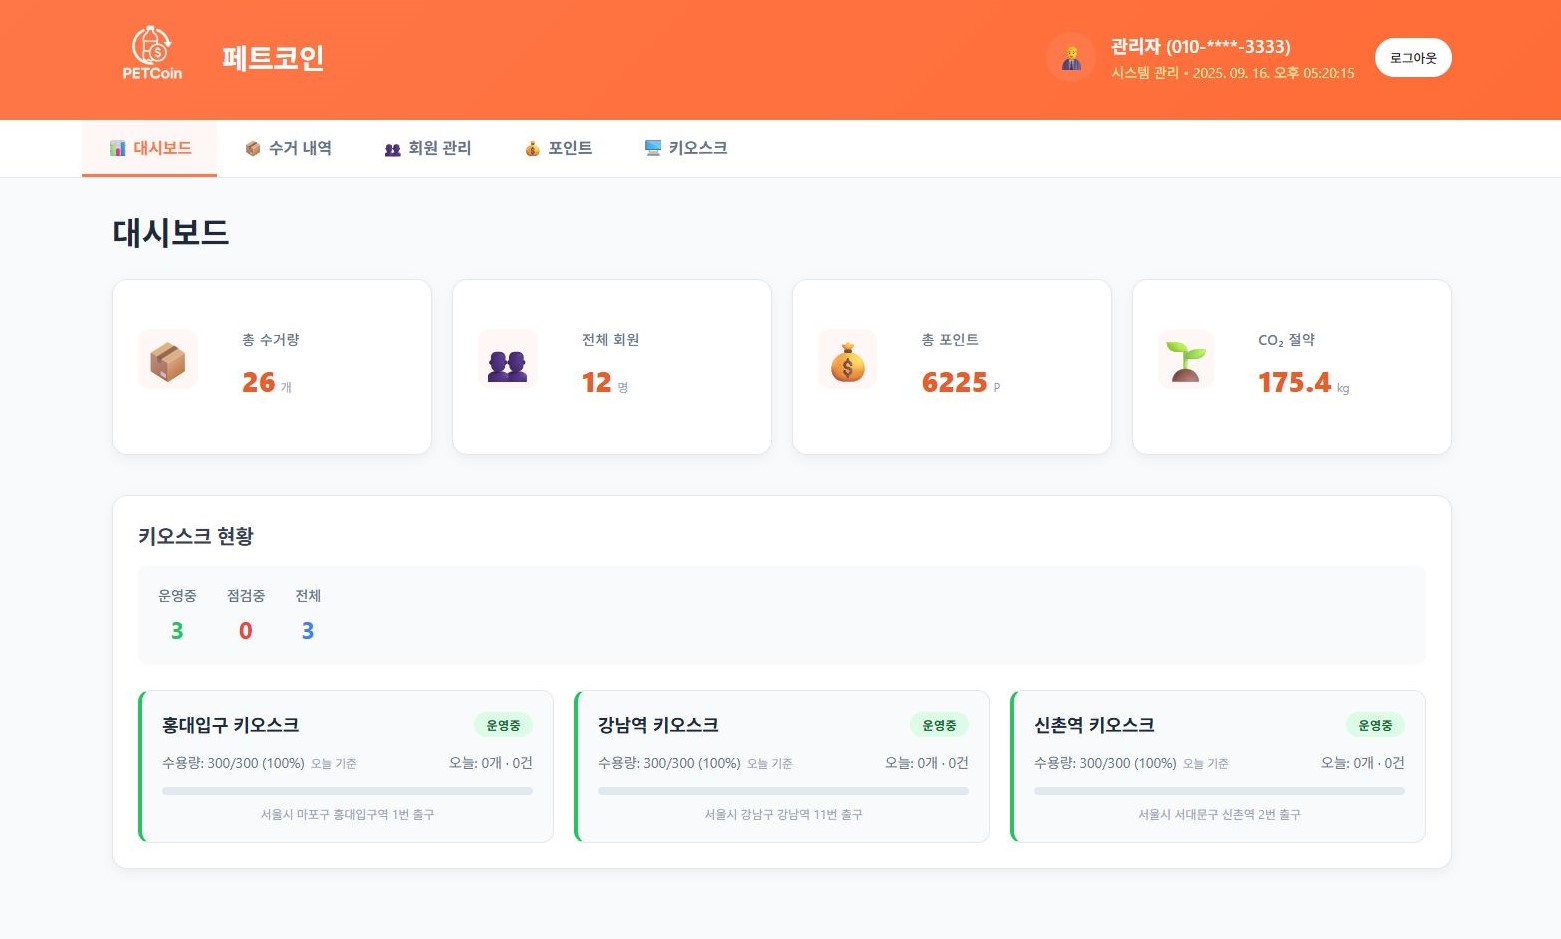 PETCoin
페트코인
관리자 (010-****-3333)
시스템 관리 • 2025. 09. 16. 오후 05:20:15
로그아웃
대시보드
수거 내역
회원 관리
포인트
키오스크
대시보드
총 수거량
26 개
전체 회원
12 명
총 포인트
6225 P
CO₂ 절약
175.4 kg
키오스크 현황
운영중 점검중 전체
3 0 3
홍대입구 키오스크
운영중
수용량: 300/300 (100%) 오늘 기준
오늘: 0개 · 0건
서울시 마포구 홍대입구역 1번 출구
강남역 키오스크
운영중
수용량: 300/300 (100%) 오늘 기준
오늘: 0개 · 0건
서울시 강남구 강남역 11번 출구
신촌역 키오스크
운영중
수용량: 300/300 (100%) 오늘 기준
오늘: 0개 · 0건
서울시 서대문구 신촌역 2번 출구